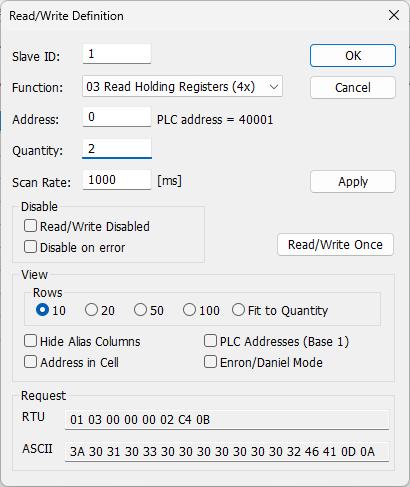 Read/Write Definition
Slave ID: 1 OK
Function: 03 Read Holding Registers (4x) Cancel
Address: 0 PLC address = 40001
Quantity: 2
Scan Rate: 1000 [ms] Apply
Disable
Read/Write Disabled
Disable on error
Read/Write Once
View
Rows
10 20 50 100 Fit to Quantity
Hide Alias Columns PLC Addresses (Base 1)
Address in Cell Enron/Daniel Mode
Request
RTU 01 03 00 00 00 02 C4 0B
ASCII 3A 30 31 30 33 30 30 30 30 30 30 30 32 46 41 0D 0A